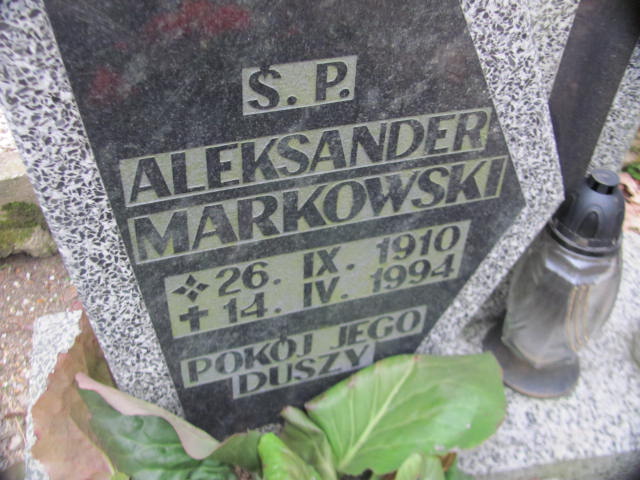 Ś. P.
ALEKSANDER
MARKOWSKI
26. IX. 1910
14. IV. 1994
POKÓJ JEGO
DUSZY